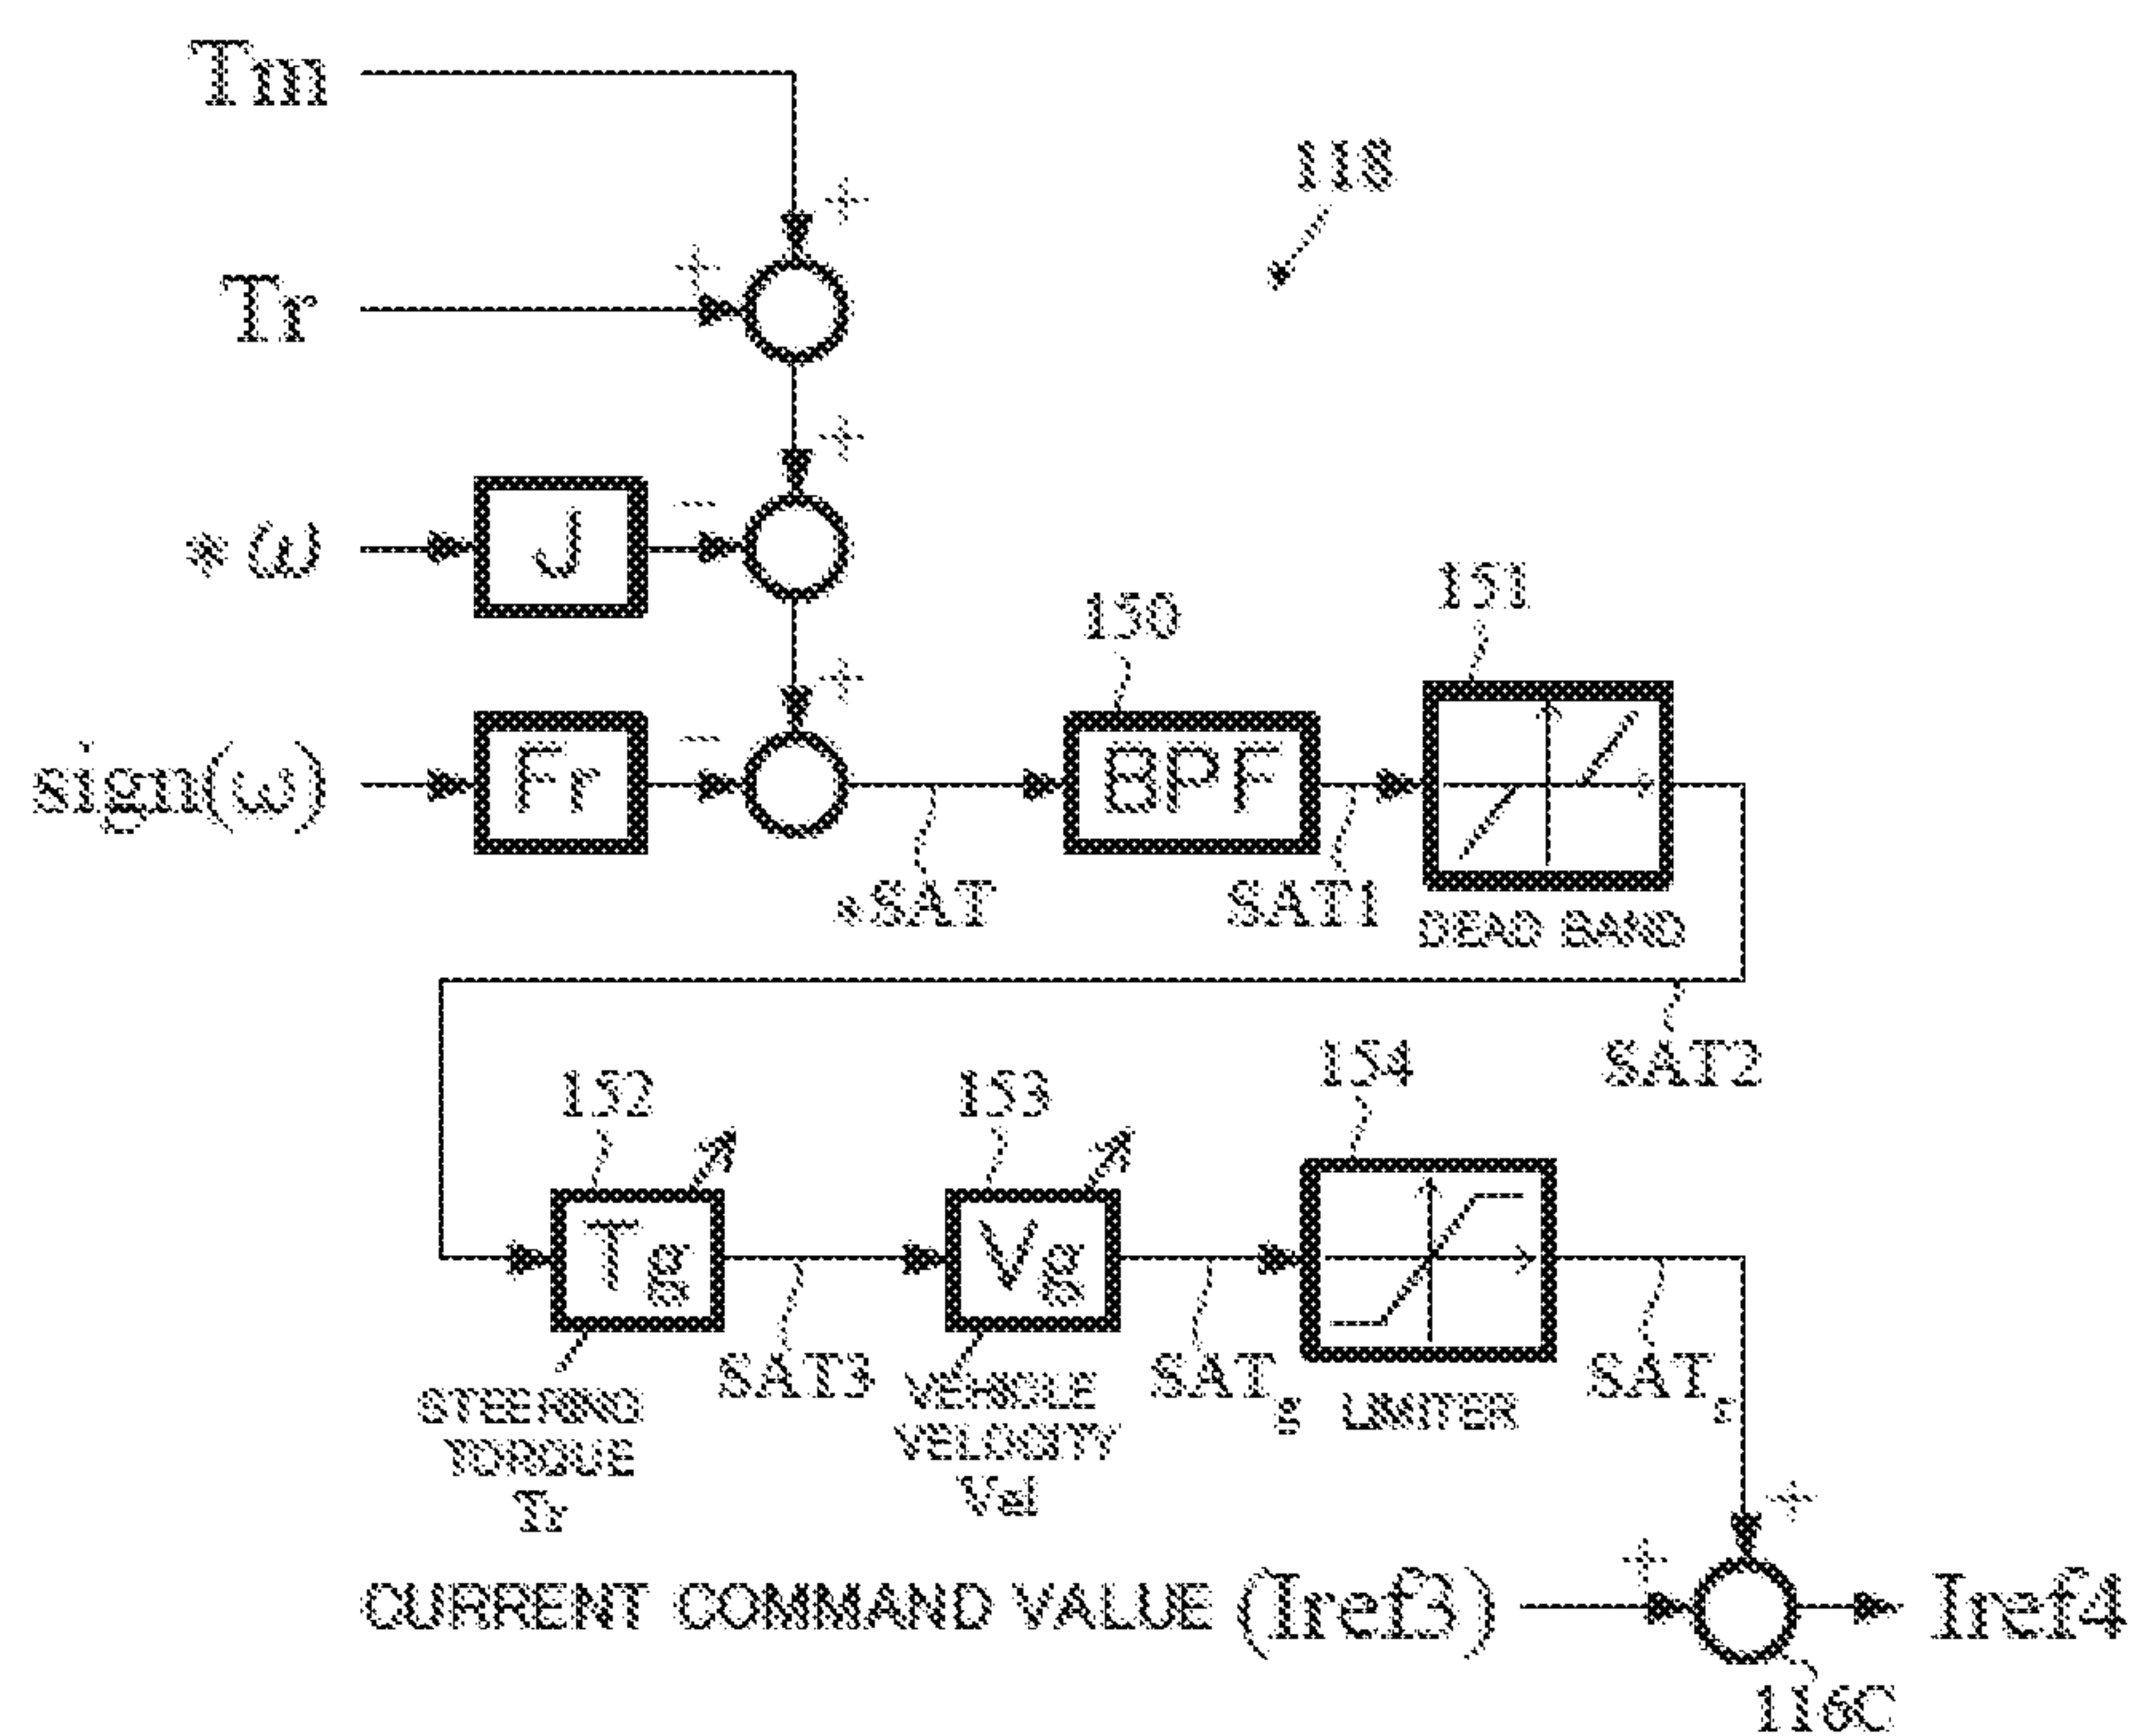 Tm
+
118
+
Tr
+
* ω
J
−
+
sign(ω)
Fr
−
150
BPF
151
*SAT
SAT1
DEAD BAND
SAT2
152
Tg
153
Vg
154
STEERING
TORQUE
Tr
SAT3
VEHICLE
VELOCITY
Vel
SATg
LIMITER
SAT
+
+
CURRENT COMMAND VALUE (Iref3)
Iref4
116C